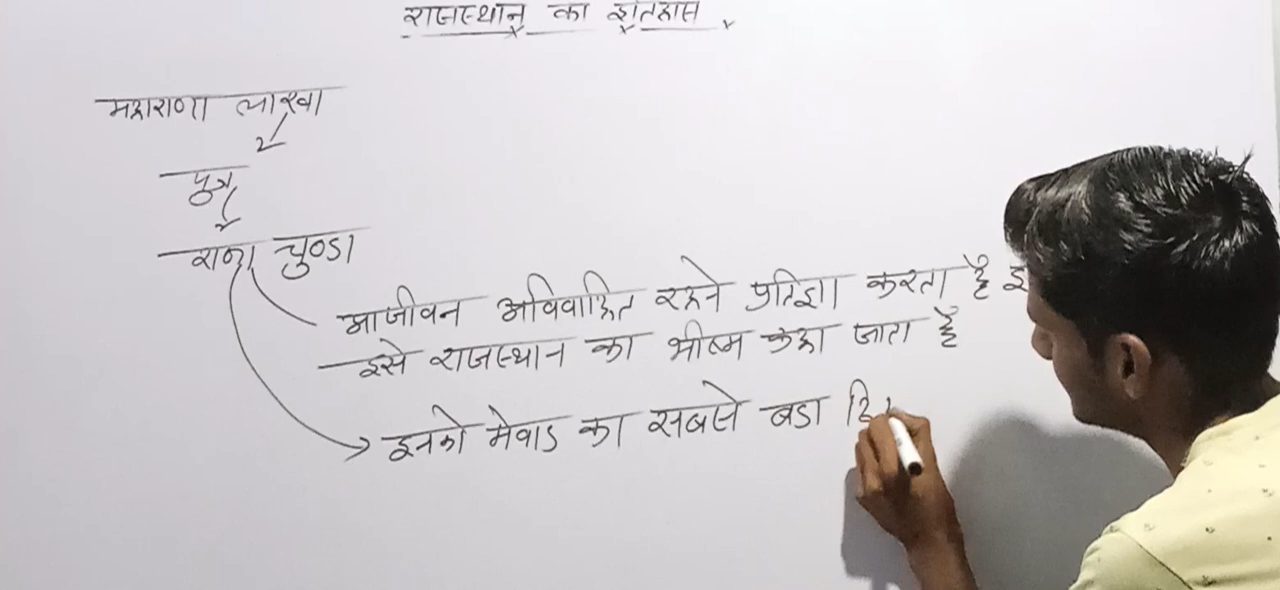 राजस्थान का इतिहास
महाराणा लाखा
पुत्र
राणा चुण्डा
आजीवन अविवाहित रहने प्रतिज्ञा करता है इ
इसे राजस्थान का भीष्म कहा जाता है
इनको मेवाड का सबसे बडा